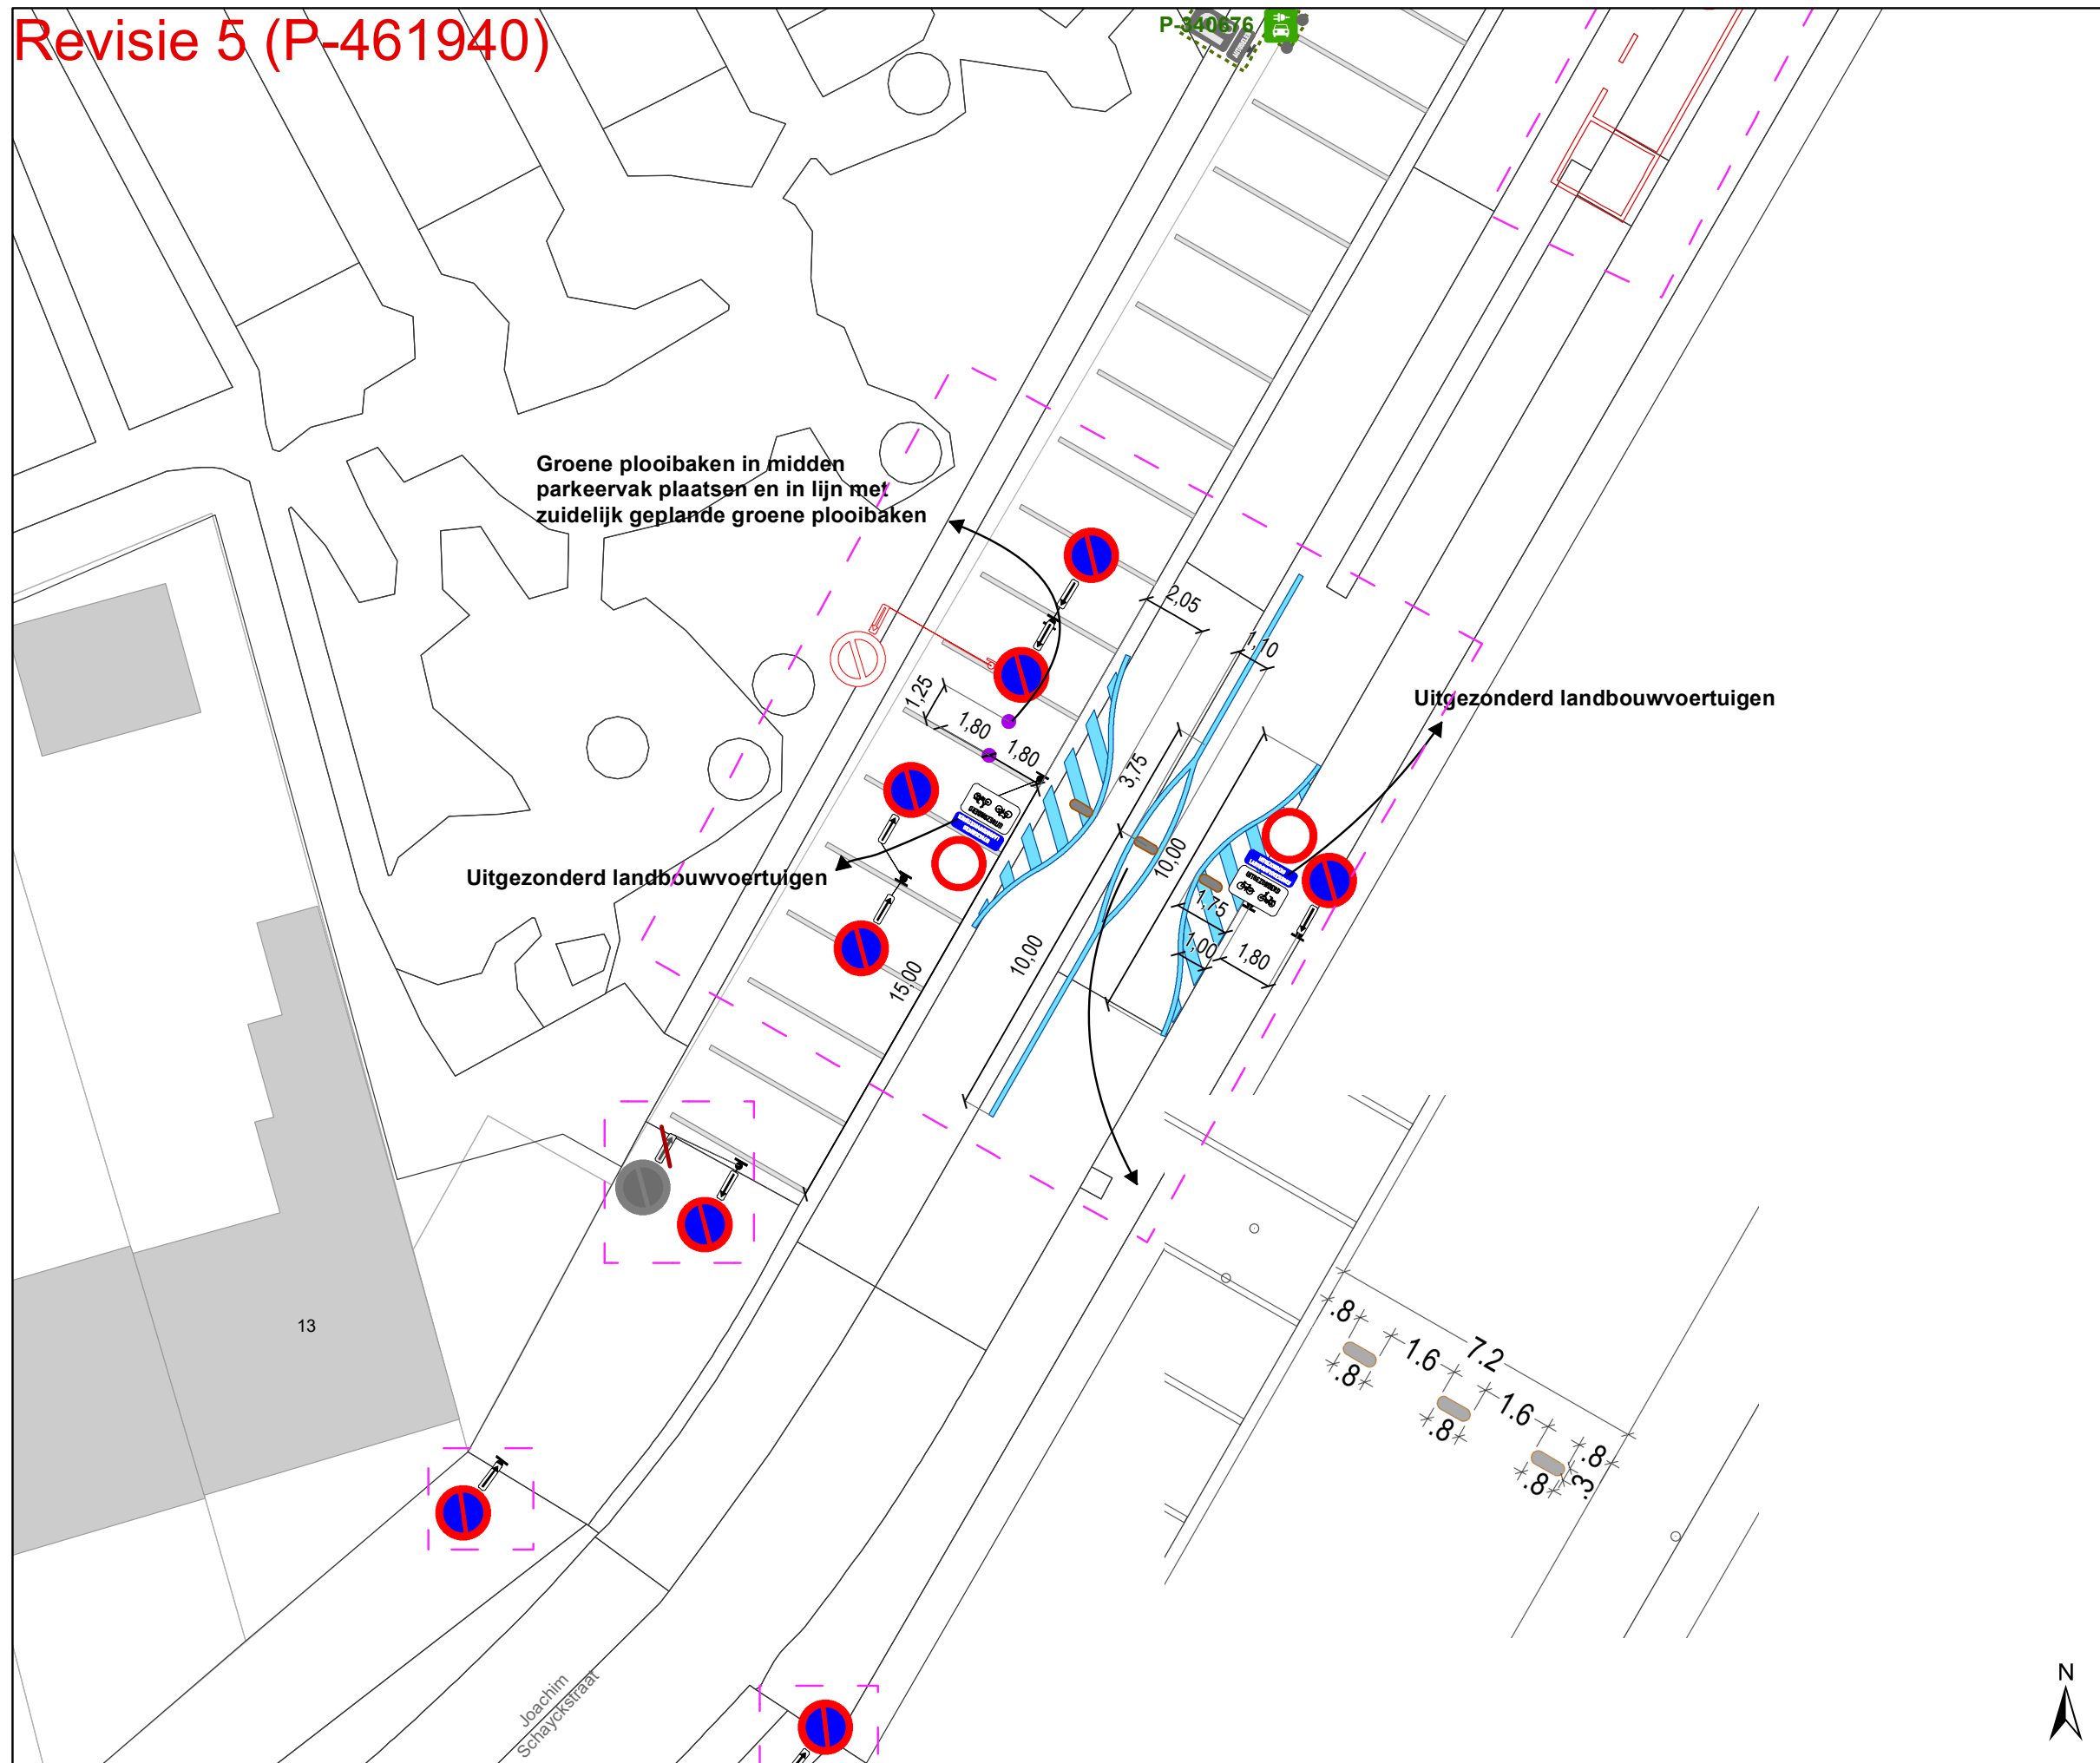 Revisie 5 (P-461940)
P-340676
Groene plooibaken in midden
parkeervak plaatsen en in lijn met
zuidelijk geplande groene plooibaken
2,05
1,10
1,25
1,80
1,80
Uitgezonderd landbouwvoertuigen
3,75
10,00
Uitgezonderd landbouwvoertuigen
UITGEZONDERD
1,75
1,00
1,80
10,00
15,00
.8
.8
1.6
7.2
.8
1.6
.8
.8
.3
13
Joachim
Schayckstraat
N